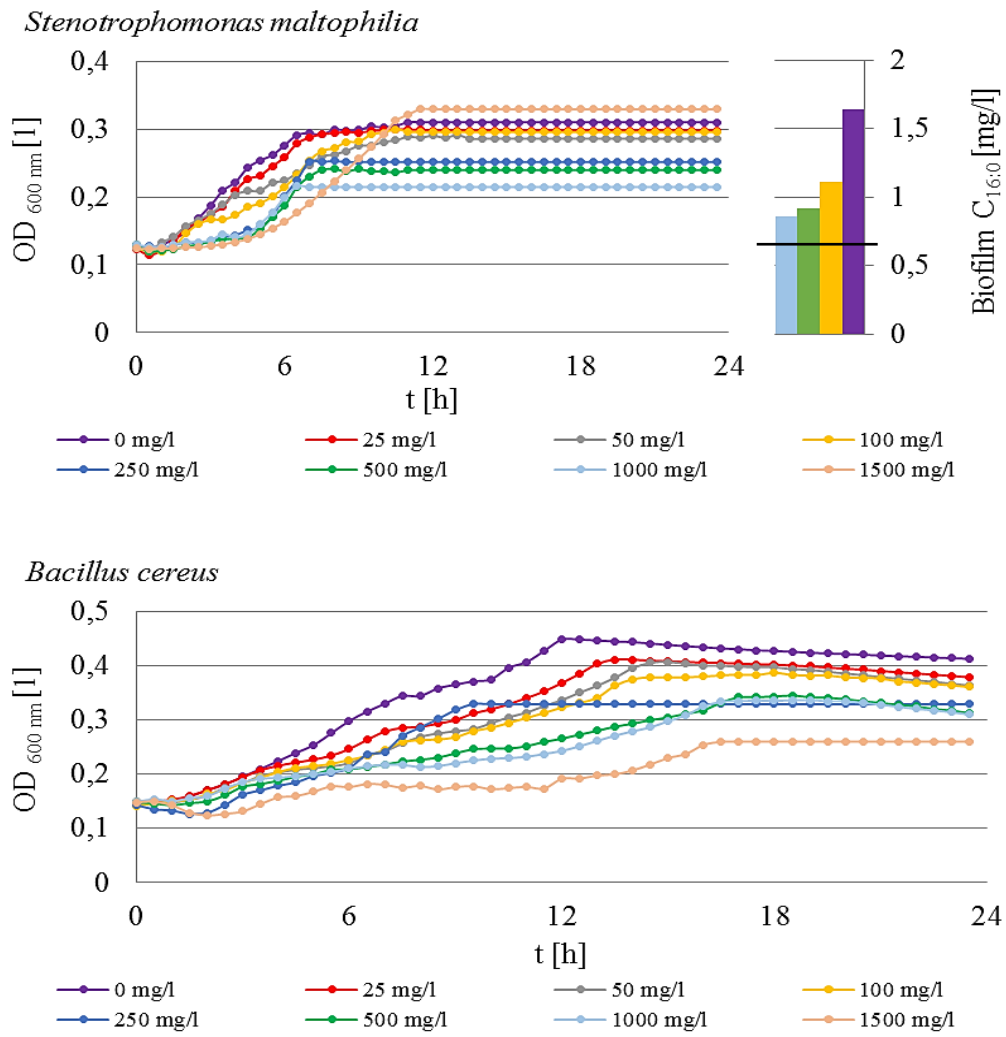 Stenotrophomonas maltophilia
0,4
0,3
0,2
0,1
0
OD 600 nm [1]
0 6 12 18 24
t [h]
2
1,5
1
0,5
0
Biofilm C16:0 [mg/l]
0 mg/l 25 mg/l 50 mg/l 100 mg/l
250 mg/l 500 mg/l 1000 mg/l 1500 mg/l
Bacillus cereus
0,5
0,4
0,3
0,2
0,1
0
OD 600 nm [1]
0 6 12 18 24
t [h]
0 mg/l 25 mg/l 50 mg/l 100 mg/l
250 mg/l 500 mg/l 1000 mg/l 1500 mg/l